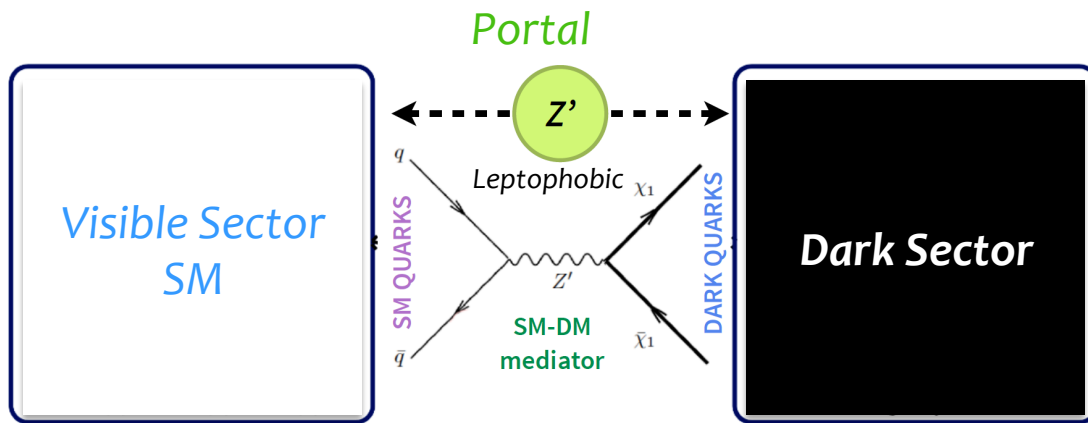 Portal
Z’
Leptophobic
Visible Sector
SM
SM QUARKS
q
q̄
Z′
SM-DM
mediator
χ1
χ̄1
DARK QUARKS
Dark Sector